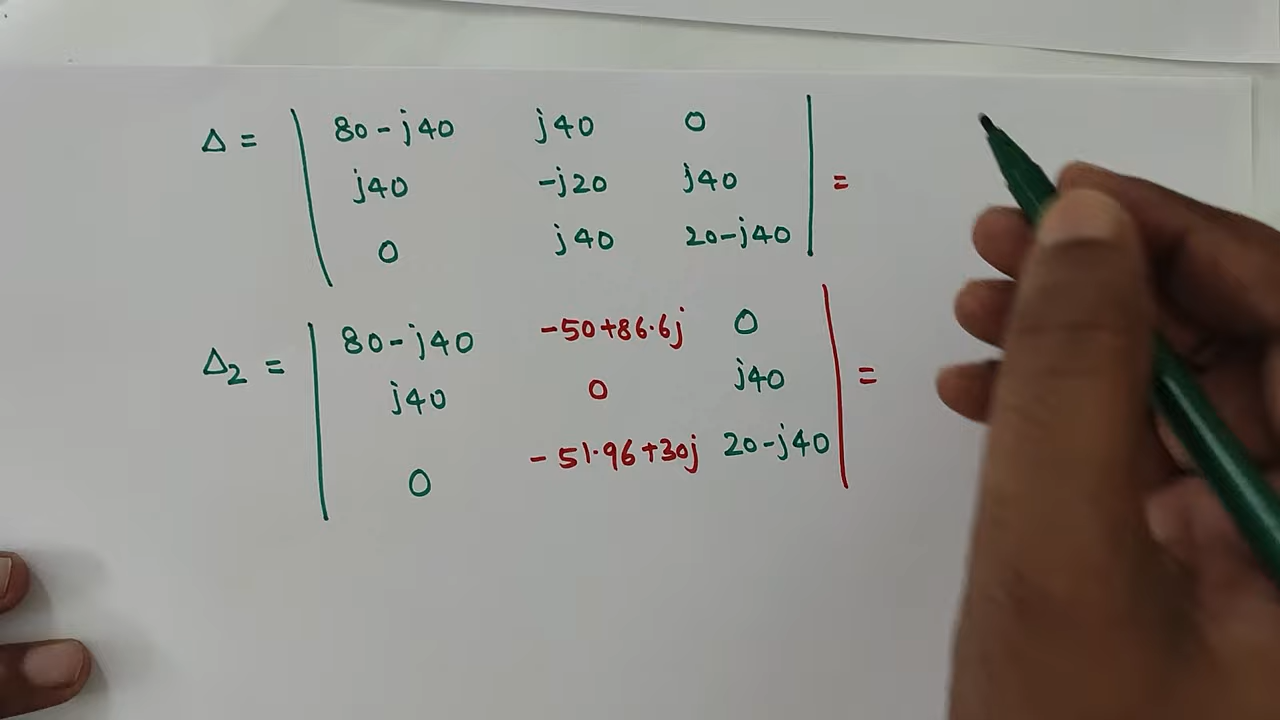 Δ = | 80-j40 j40 0 | =
j40 -j20 j40
0 j40 20-j40
Δ2 = | 80-j40 -50+86.6j 0 | =
j40 0 j40
0 -51.96+30j 20-j40